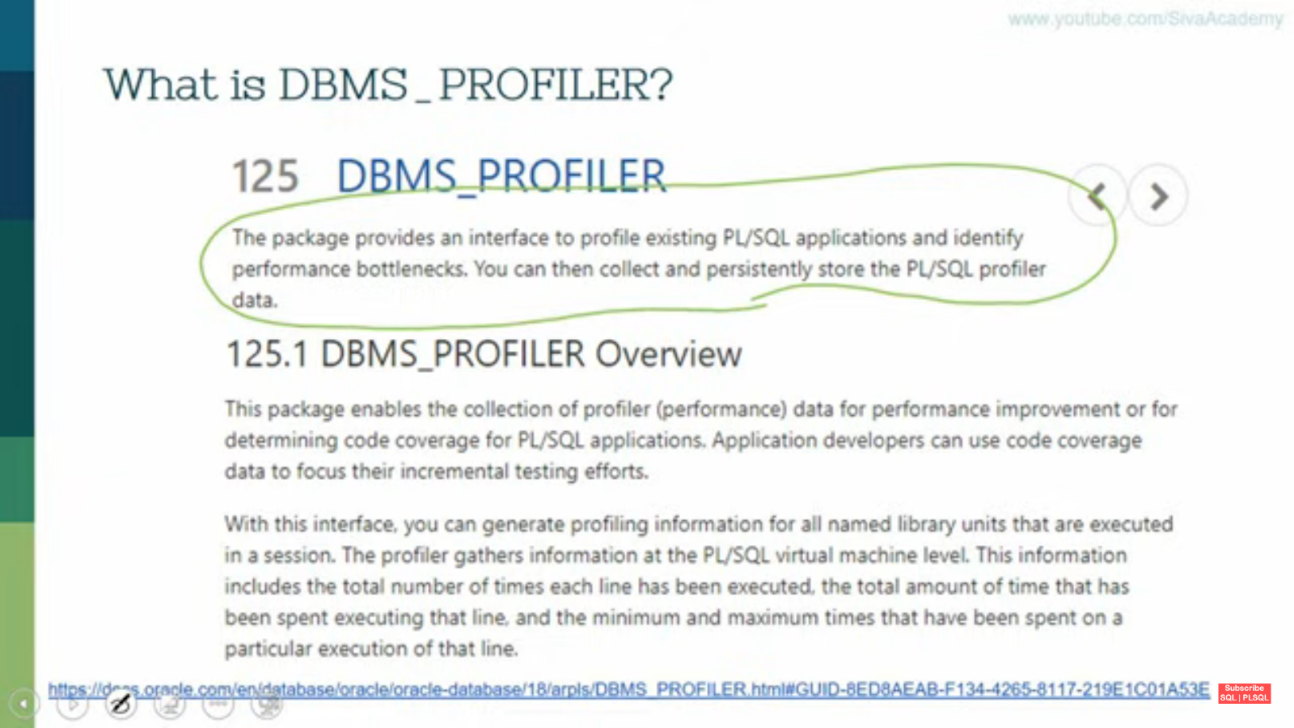 www.youtube.com/SivaAcademy
What is DBMS_PROFILER?
125 DBMS_PROFILER
The package provides an interface to profile existing PL/SQL applications and identify
performance bottlenecks. You can then collect and persistently store the PL/SQL profiler
data.
125.1 DBMS_PROFILER Overview
This package enables the collection of profiler (performance) data for performance improvement or for
determining code coverage for PL/SQL applications. Application developers can use code coverage
data to focus their incremental testing efforts.
With this interface, you can generate profiling information for all named library units that are executed
in a session. The profiler gathers information at the PL/SQL virtual machine level. This information
includes the total number of times each line has been executed, the total amount of time that has
been spent executing that line, and the minimum and maximum times that have been spent on a
particular execution of that line.
https://docs.oracle.com/en/database/oracle/oracle-database/18/arpls/DBMS_PROFILER.html#GUID-8ED8AEAB-F134-4265-8117-219E1C01A53E
Subscribe
SQL | PLSQL